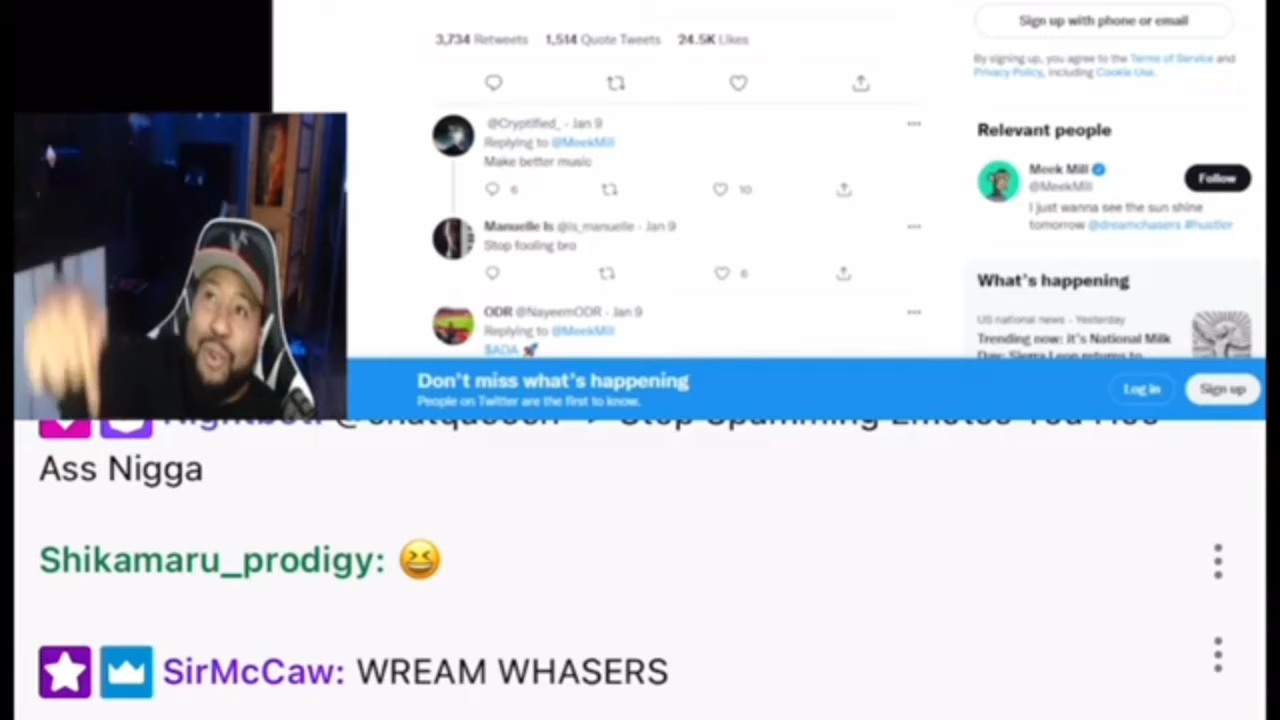 Sign up with phone or email
By signing up, you agree to the Terms of Service and
Privacy Policy, including Cookie Use.
3,734 Retweets 1,514 Quote Tweets 24.5K Likes
@Cryptified_ · Jan 9
Replying to @MeekMill
Make better music
6 10
Manuelle Is @is_manuelle · Jan 9
Stop fooling bro
6
ODR @NayeemODR · Jan 9
Replying to @MeekMill
$ADA 🚀
Relevant people
Meek Mill
@MeekMill
Follow
I just wanna see the sun shine
tomorrow @dreamchasers #hustler
What's happening
US national news · Yesterday
Trending now: it's National Milk
Day; Sierra Leon returns to
Don't miss what's happening
People on Twitter are the first to know.
Log in Sign up
Stop Spamming Emotes You
Ass Nigga
Shikamaru_prodigy: 😆
SirMcCaw: WREAM WHASERS